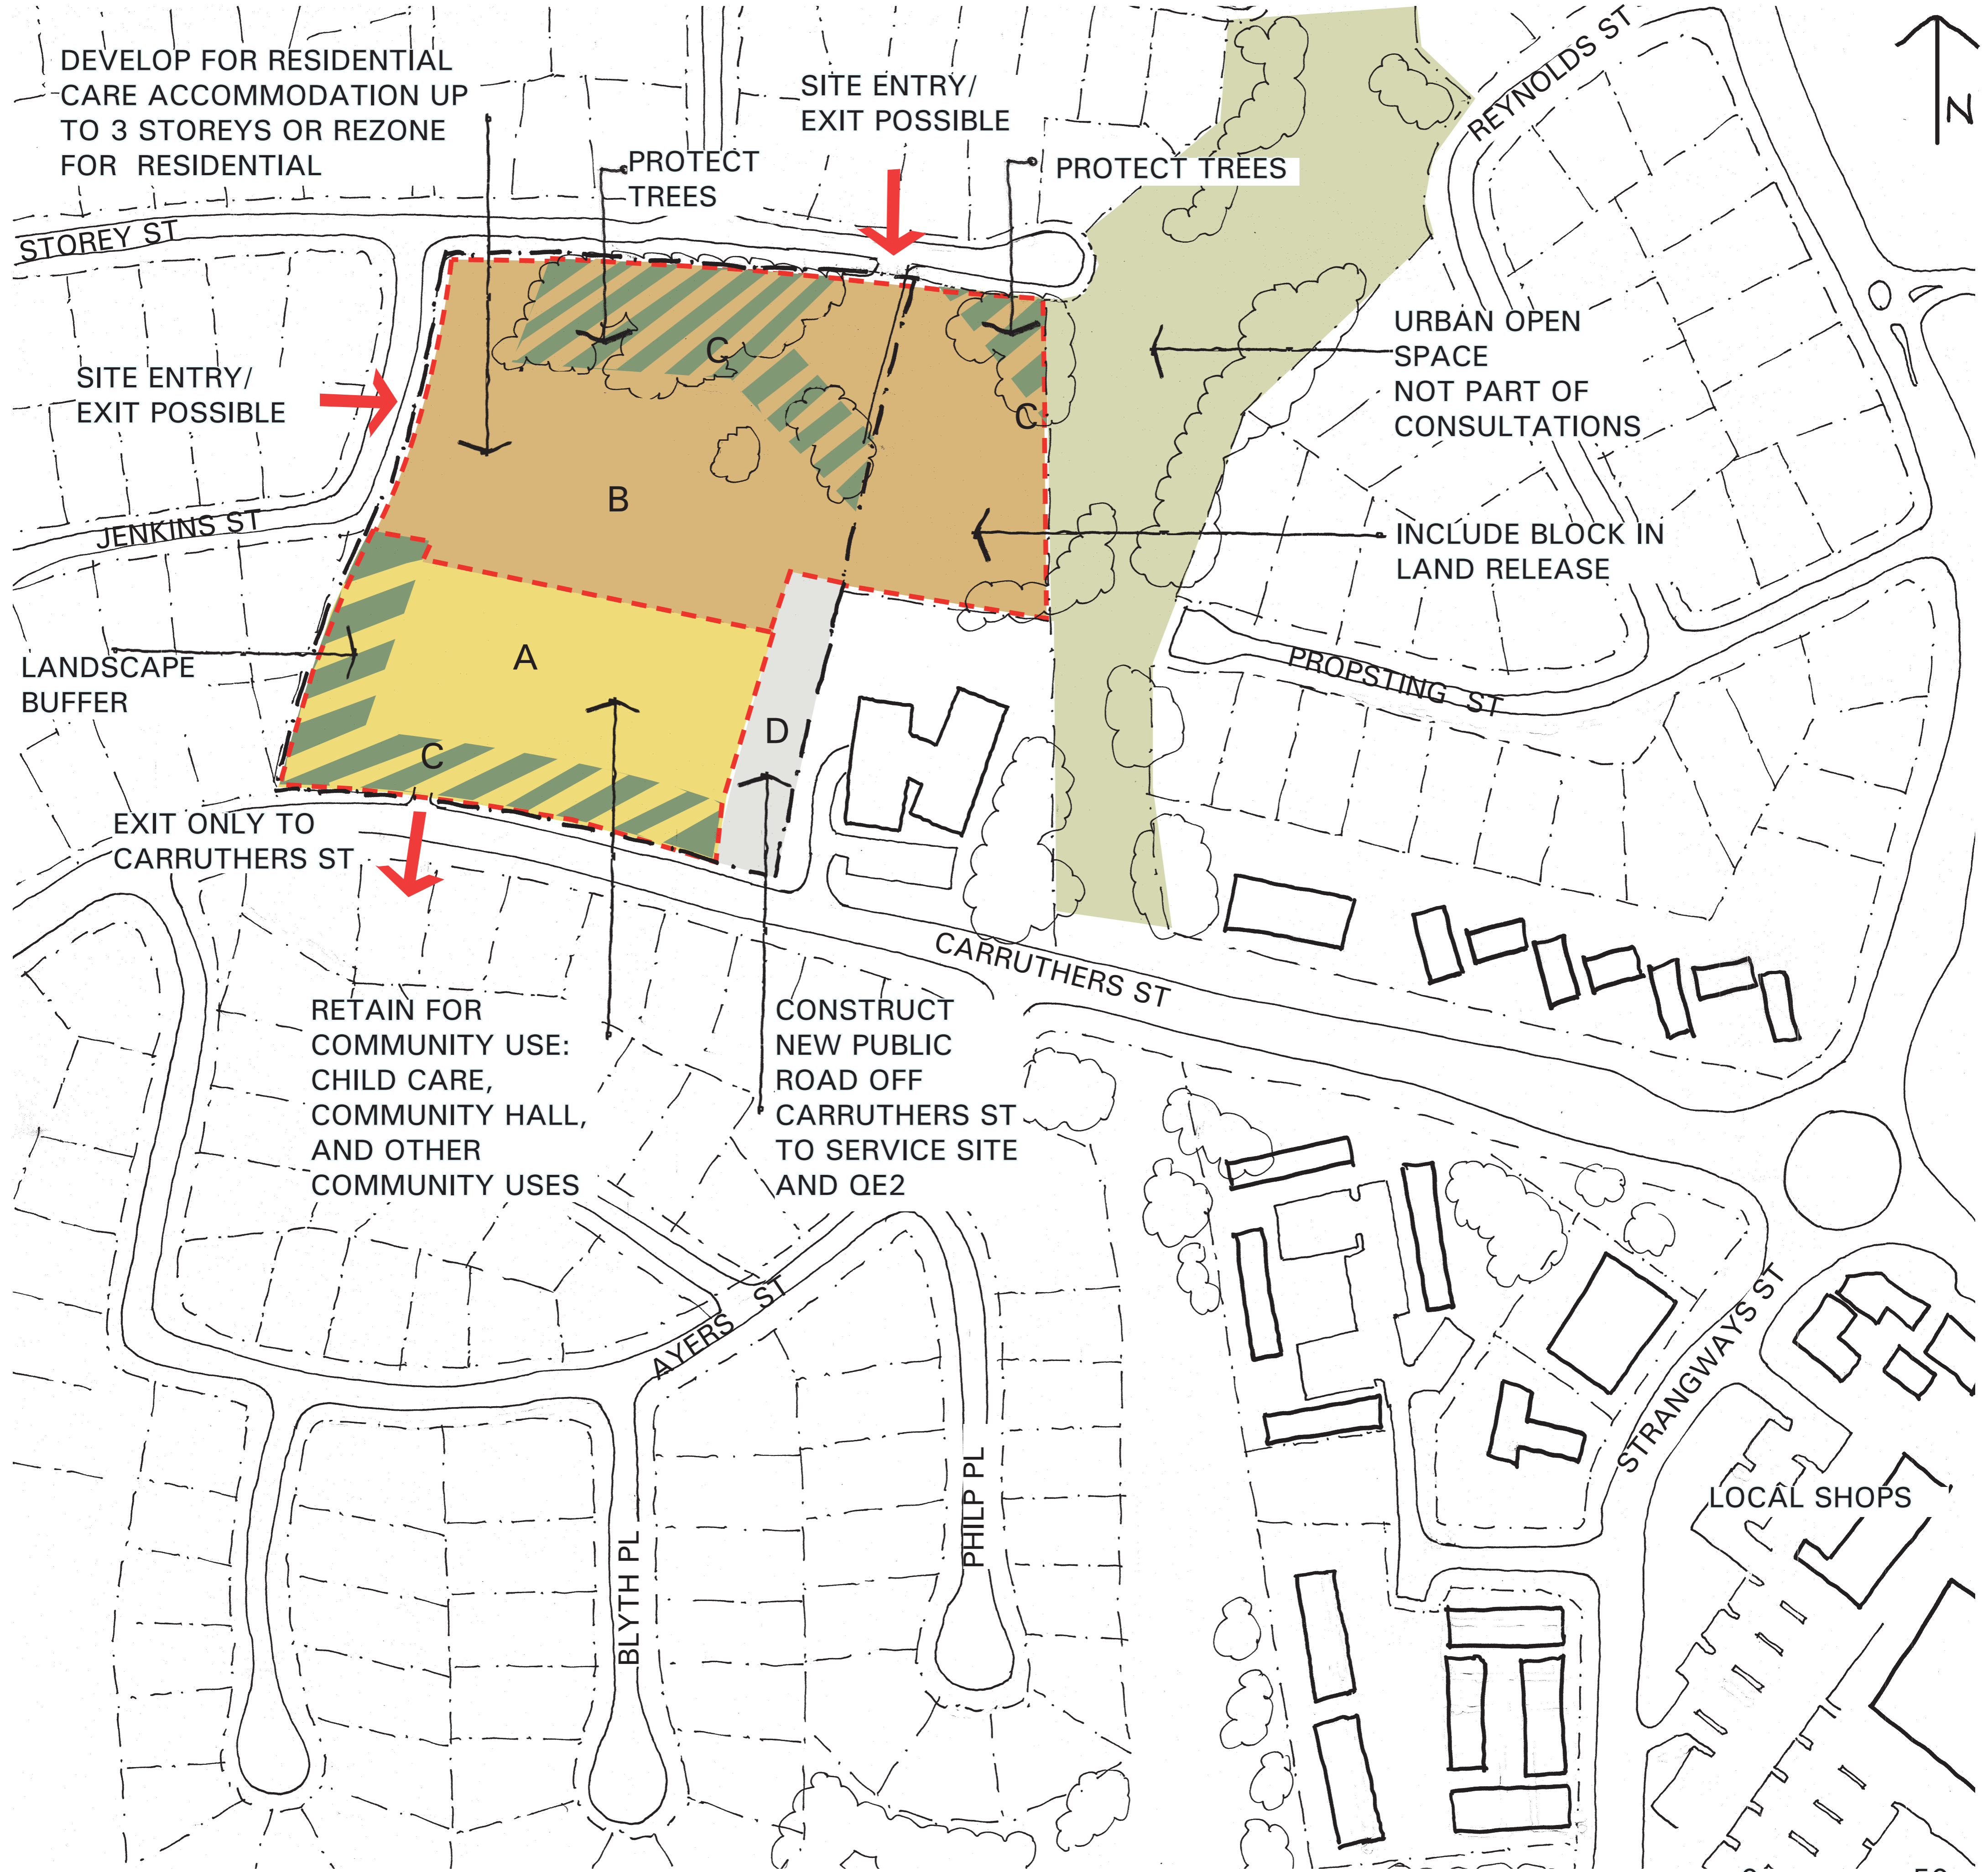 DEVELOP FOR RESIDENTIAL
CARE ACCOMMODATION UP
TO 3 STOREYS OR REZONE
FOR RESIDENTIAL
SITE ENTRY/
EXIT POSSIBLE
PROTECT
TREES
PROTECT TREES
REYNOLDS ST
N
STOREY ST
SITE ENTRY/
EXIT POSSIBLE
C
C
B
URBAN OPEN
SPACE
NOT PART OF
CONSULTATIONS
JENKINS ST
INCLUDE BLOCK IN
LAND RELEASE
LANDSCAPE
BUFFER
A
D
C
PROPSTING ST
EXIT ONLY TO
CARRUTHERS ST
CARRUTHERS ST
RETAIN FOR
COMMUNITY USE:
CHILD CARE,
COMMUNITY HALL,
AND OTHER
COMMUNITY USES
CONSTRUCT
NEW PUBLIC
ROAD OFF
CARRUTHERS ST
TO SERVICE SITE
AND QE2
AYERS ST
STRANGWAYS ST
LOCAL SHOPS
PHILP PL
BLYTH PL